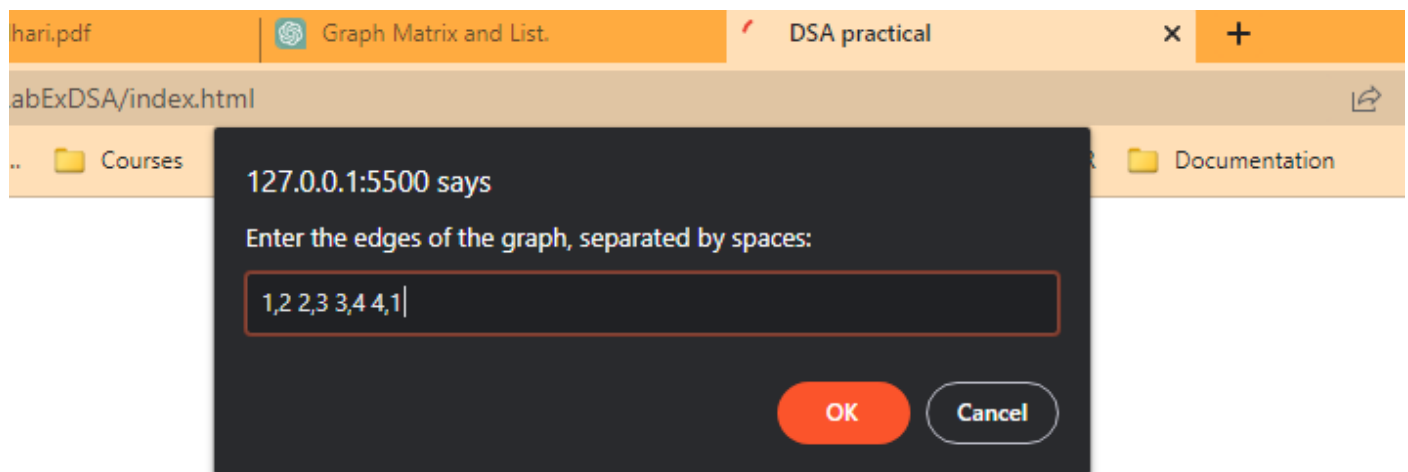 hari.pdf
Graph Matrix and List.
DSA practical
abExDSA/index.html
.. Courses
Documentation
127.0.0.1:5500 says
Enter the edges of the graph, separated by spaces:
1,2 2,3 3,4 4,1
OK
Cancel